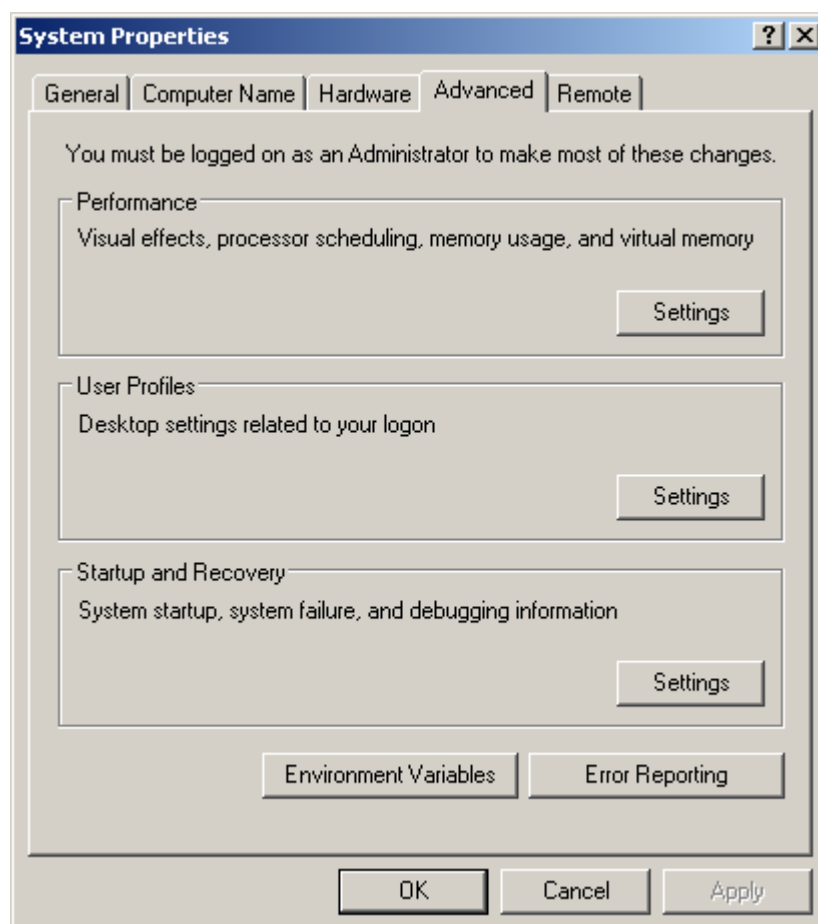 System Properties
General Computer Name Hardware Advanced Remote
You must be logged on as an Administrator to make most of these changes.
Performance
Visual effects, processor scheduling, memory usage, and virtual memory
Settings
User Profiles
Desktop settings related to your logon
Settings
Startup and Recovery
System startup, system failure, and debugging information
Settings
Environment Variables Error Reporting
OK Cancel Apply